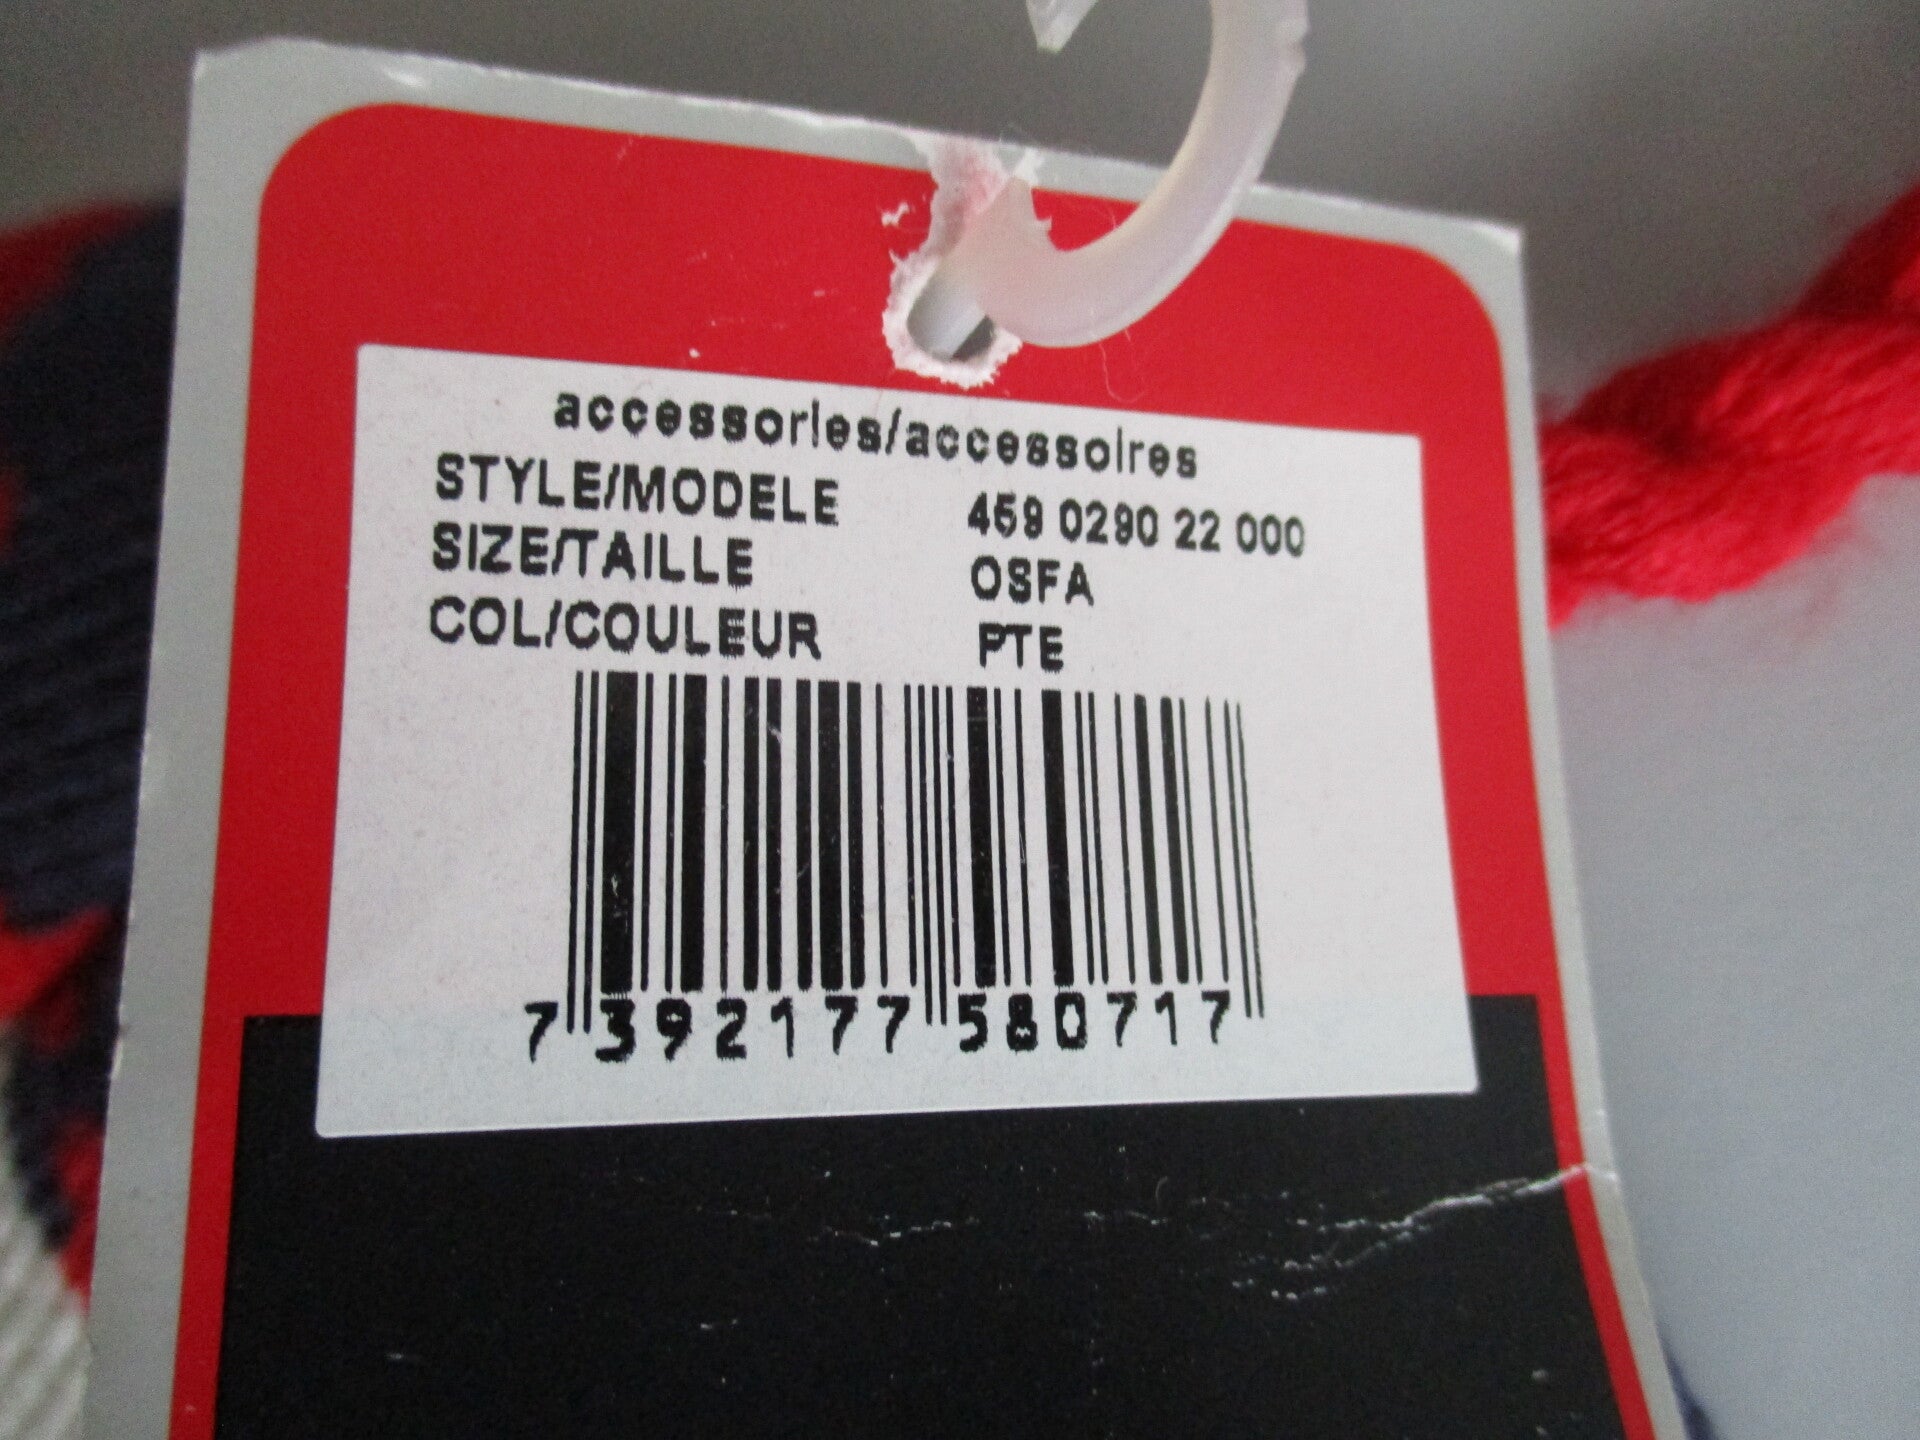 accessories/accessoires
STYLE/MODELE 459 0290 22 000
SIZE/TAILLE OSFA
COL/COULEUR PTE
7 392177 580717